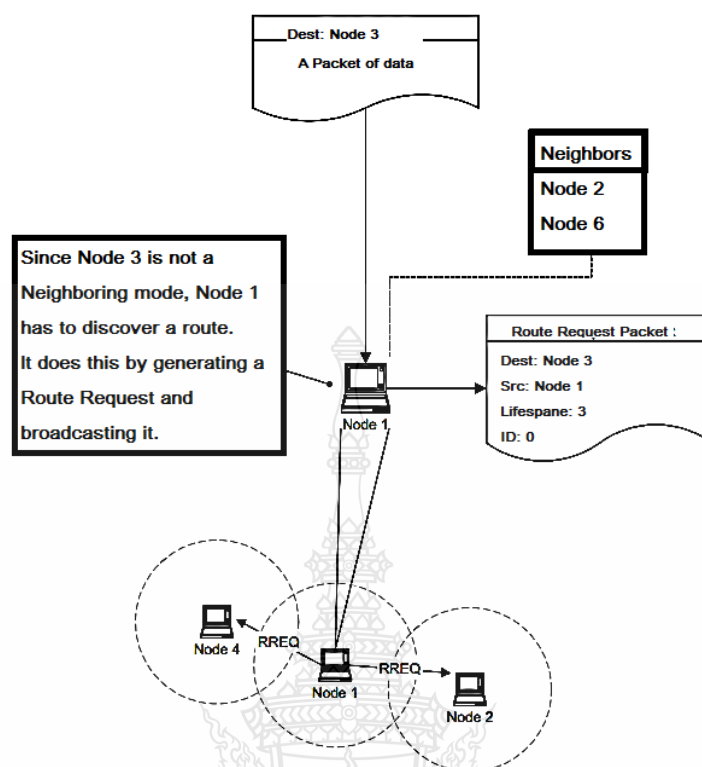 Dest: Node 3
A Packet of data
Neighbors
Node 2
Node 6
Since Node 3 is not a
Neighboring mode, Node 1
has to discover a route.
It does this by generating a
Route Request and
broadcasting it.
Route Request Packet :
Dest: Node 3
Src: Node 1
Lifespane: 3
ID: 0
Node 1
Node 4
RREQ
Node 1
RREQ
Node 2